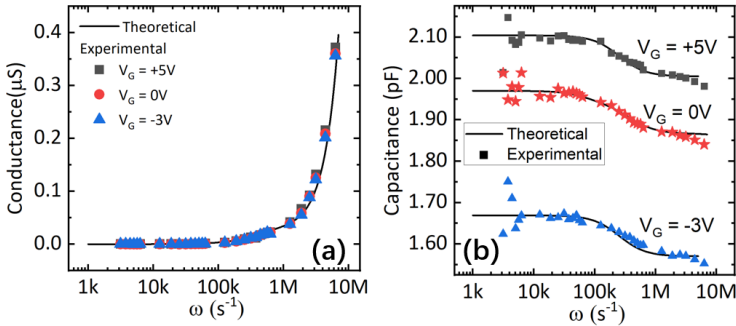 Theoretical
Experimental
V_G = +5V
V_G = 0V
V_G = -3V
0.4
0.3
0.2
0.1
0.0
Conductance(µS)
(a)
1k 10k 100k 1M 10M
ω (s⁻¹)
2.10
2.00
1.90
1.70
1.60
Capacitance (pF)
V_G = +5V
V_G = 0V
Theoretical
Experimental
V_G = -3V
(b)
1k 10k 100k 1M 10M
ω (s⁻¹)